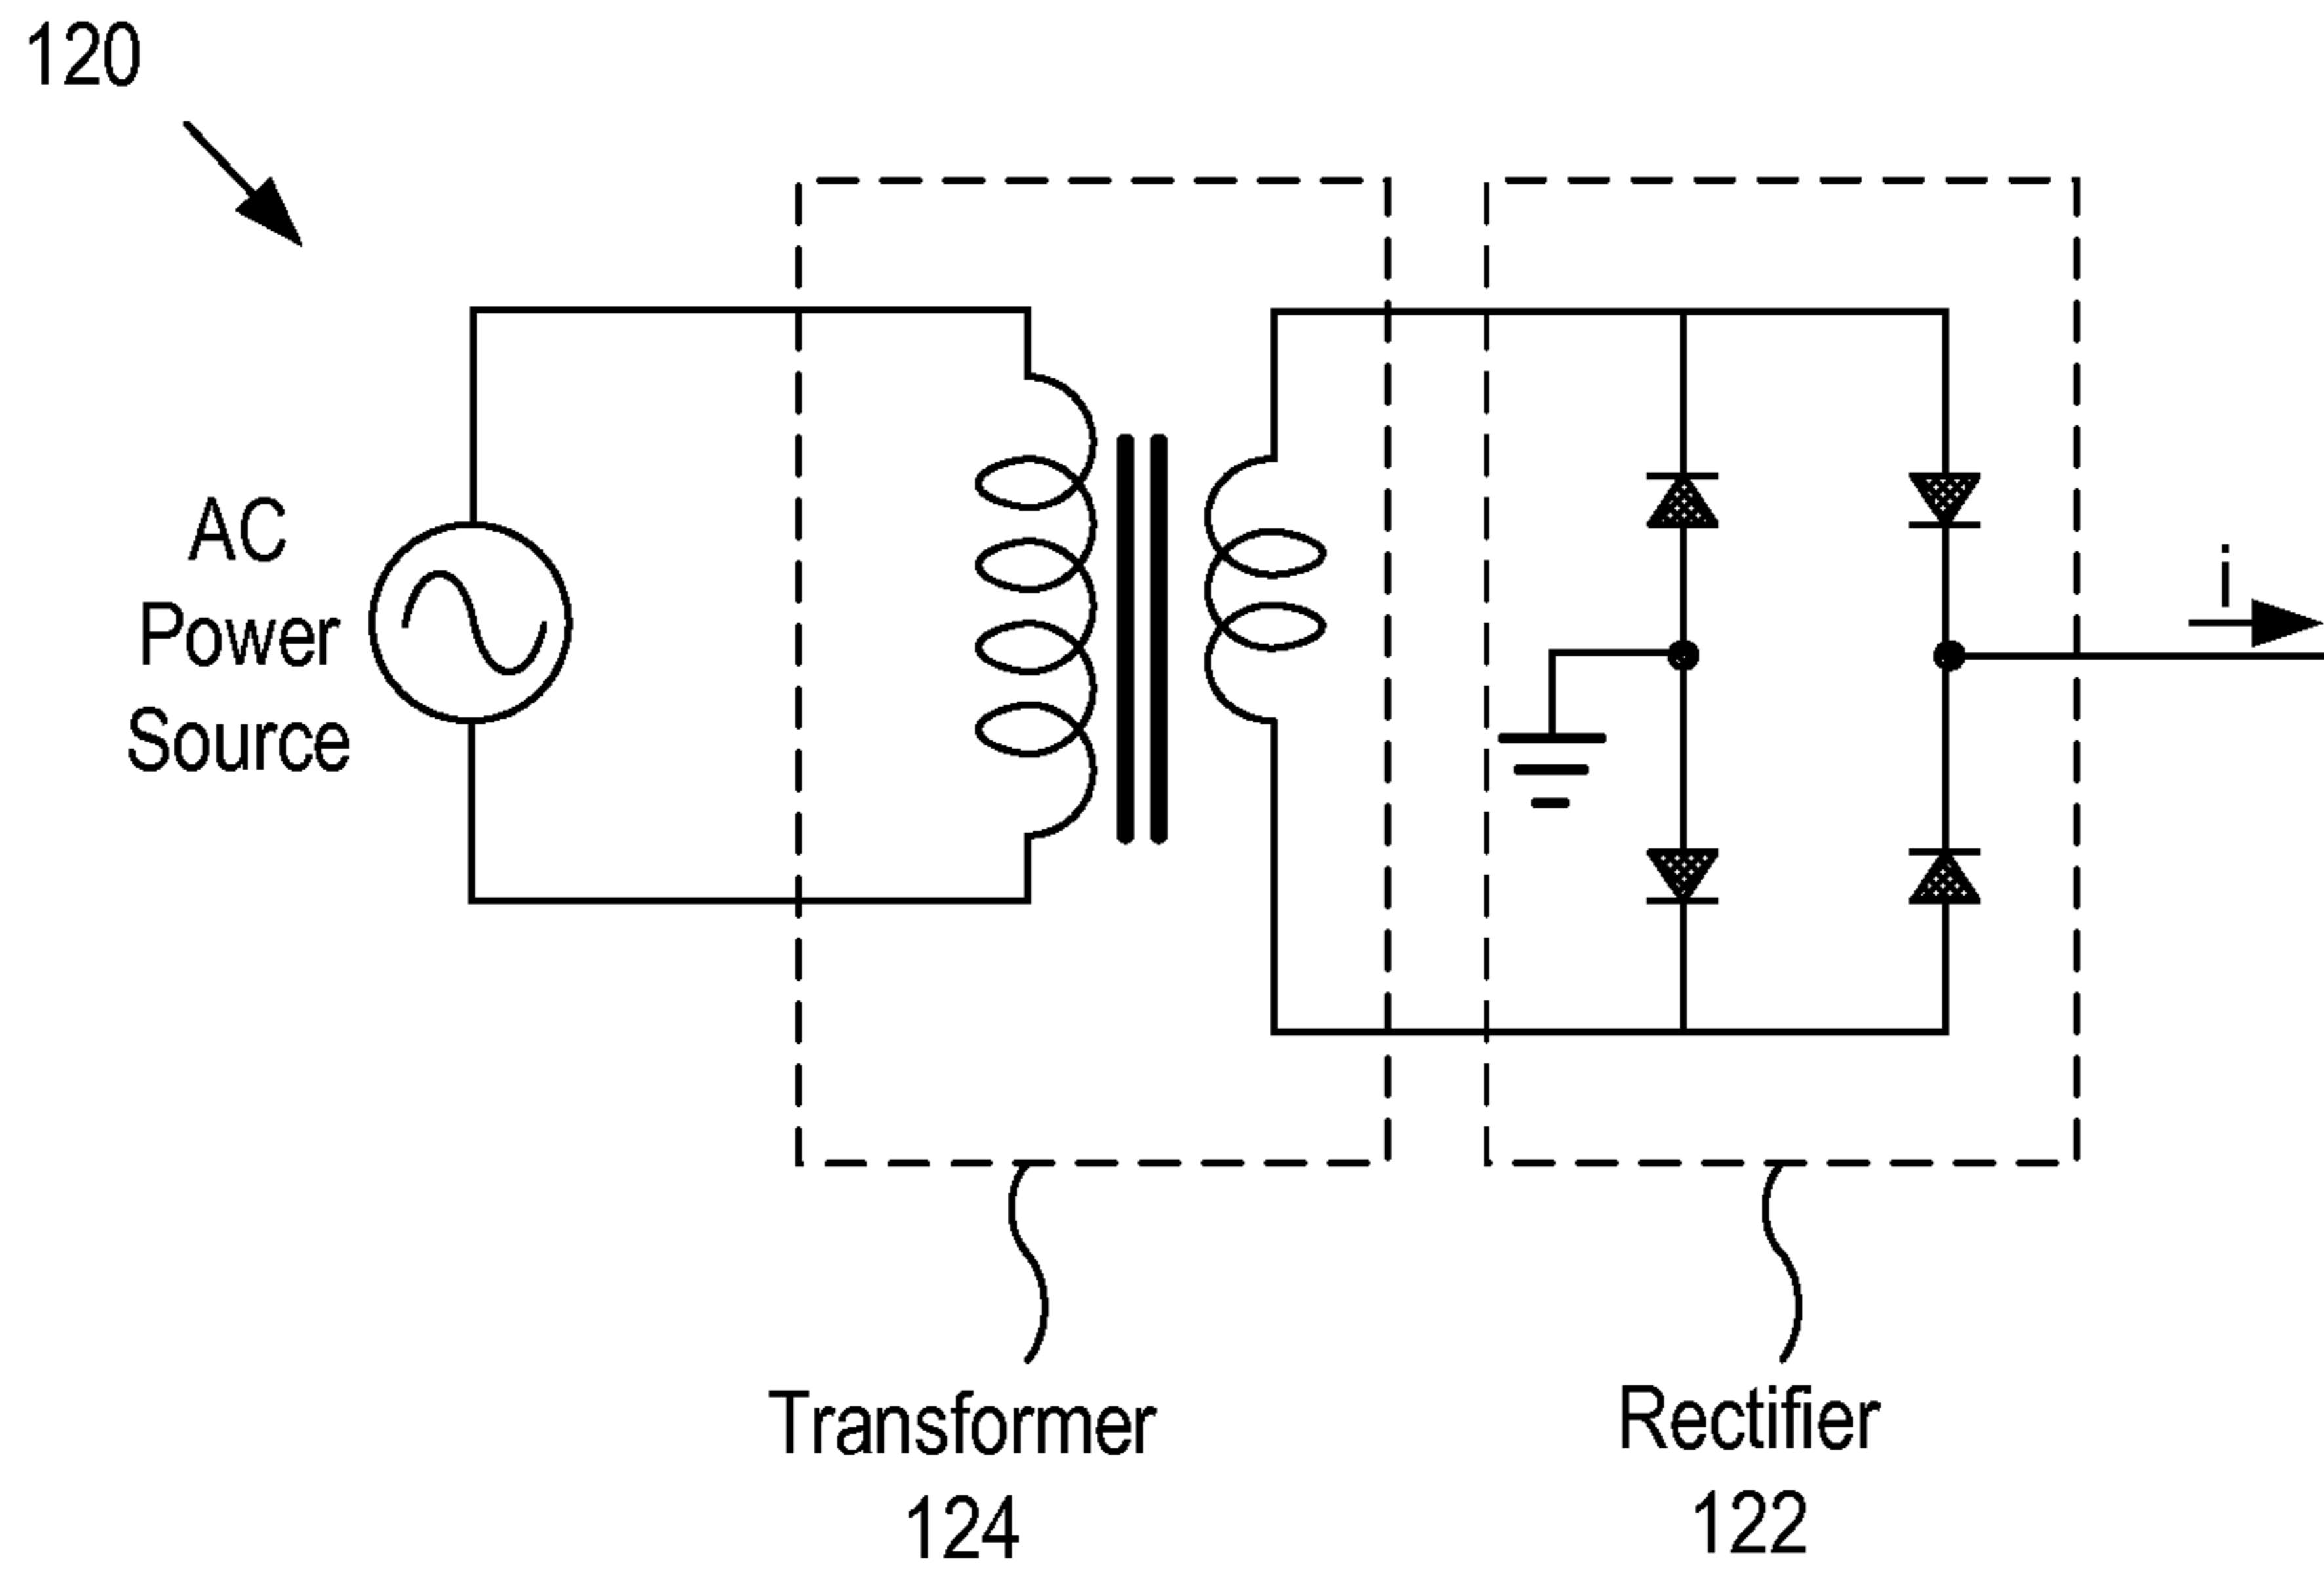 120
AC
Power
Source
i
Transformer
124
Rectifier
122